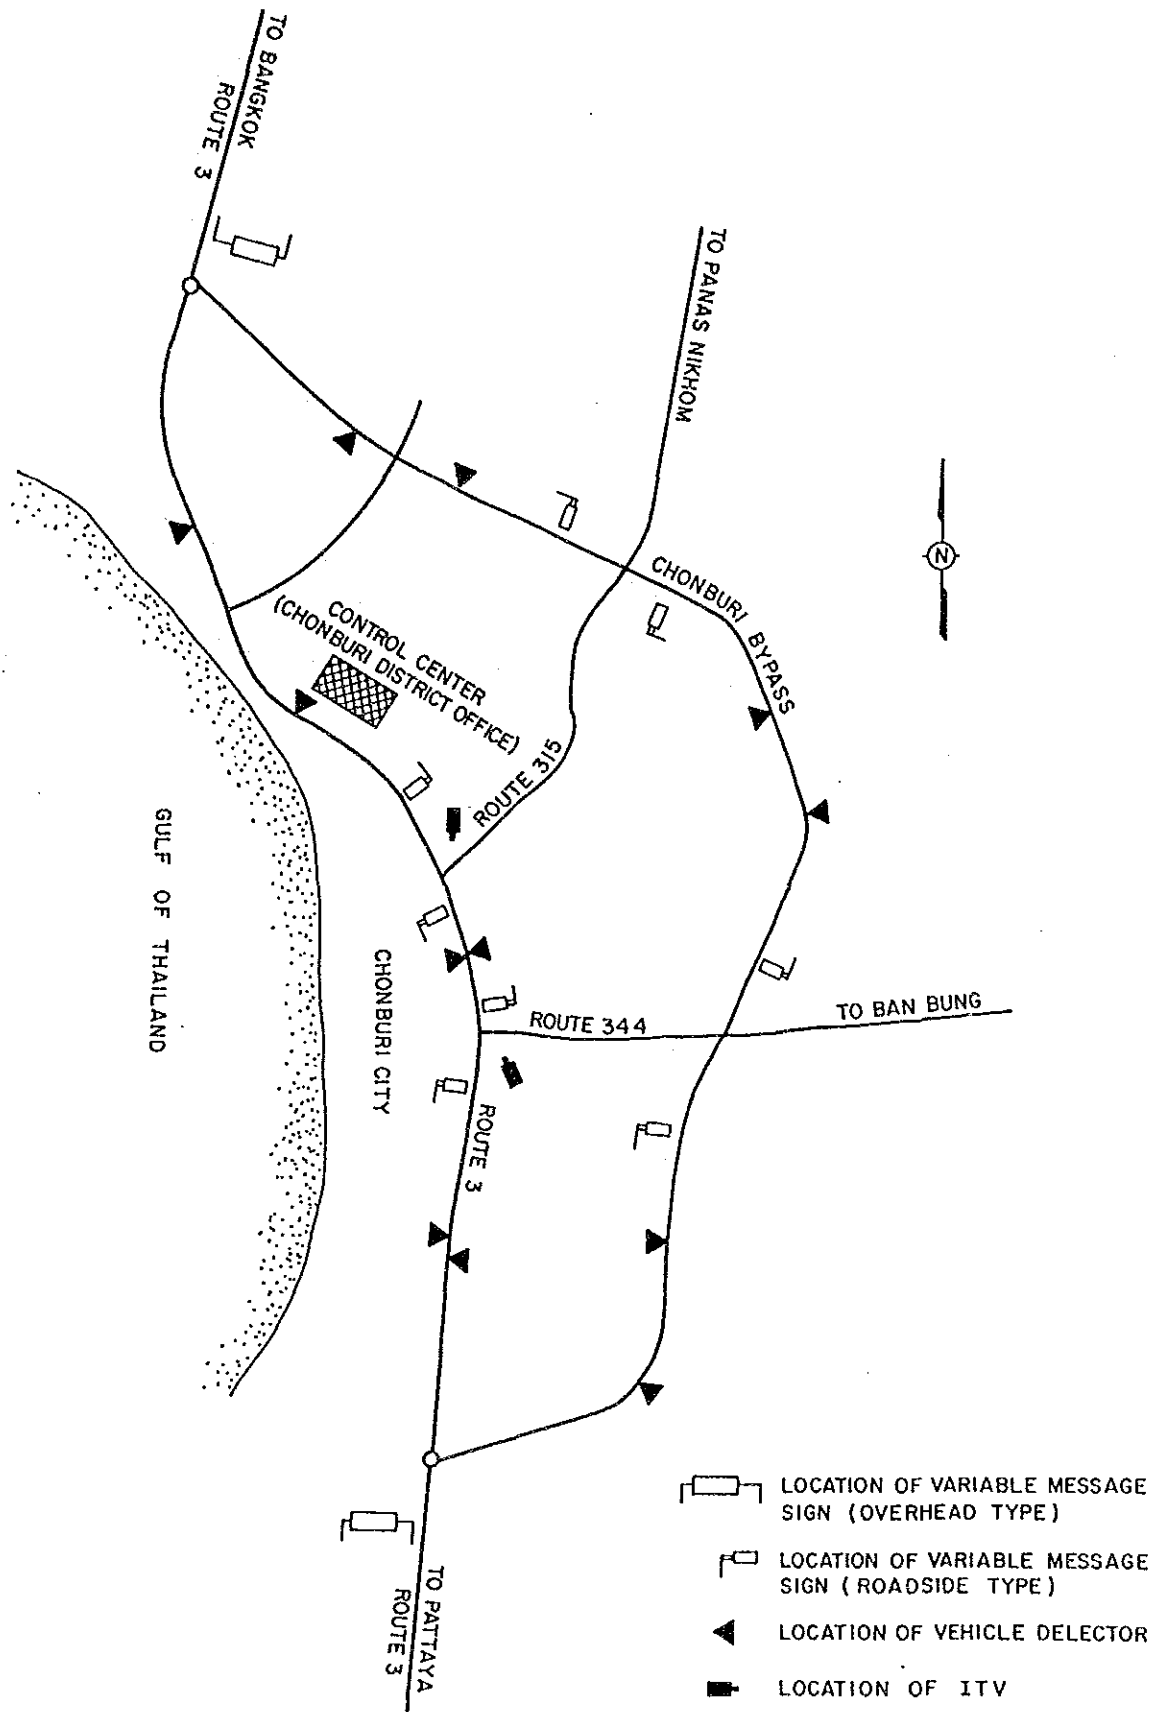 TO BANGKOK
ROUTE 3
TO PANAS NIKHOM
N
CHONBURI BYPASS
CONTROL CENTER
(CHONBURI DISTRICT OFFICE)
ROUTE 315
GULF OF THAILAND
CHONBURI CITY
ROUTE 344
TO BAN BUNG
ROUTE 3
TO PATTAYA
ROUTE 3
LOCATION OF VARIABLE MESSAGE
SIGN (OVERHEAD TYPE)
LOCATION OF VARIABLE MESSAGE
SIGN (ROADSIDE TYPE)
LOCATION OF VEHICLE DELECTOR
LOCATION OF ITV